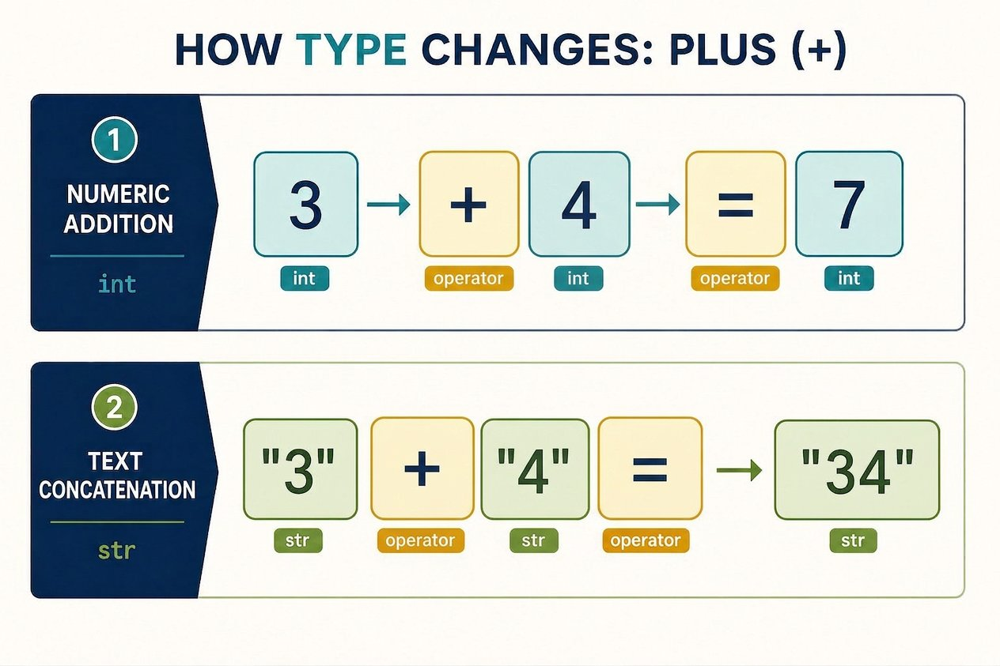 HOW TYPE CHANGES: PLUS (+)
1
NUMERIC
ADDITION
int
3 + 4 = 7
int operator int operator int
2
TEXT
CONCATENATION
str
"3" + "4" = "34"
str operator str operator str